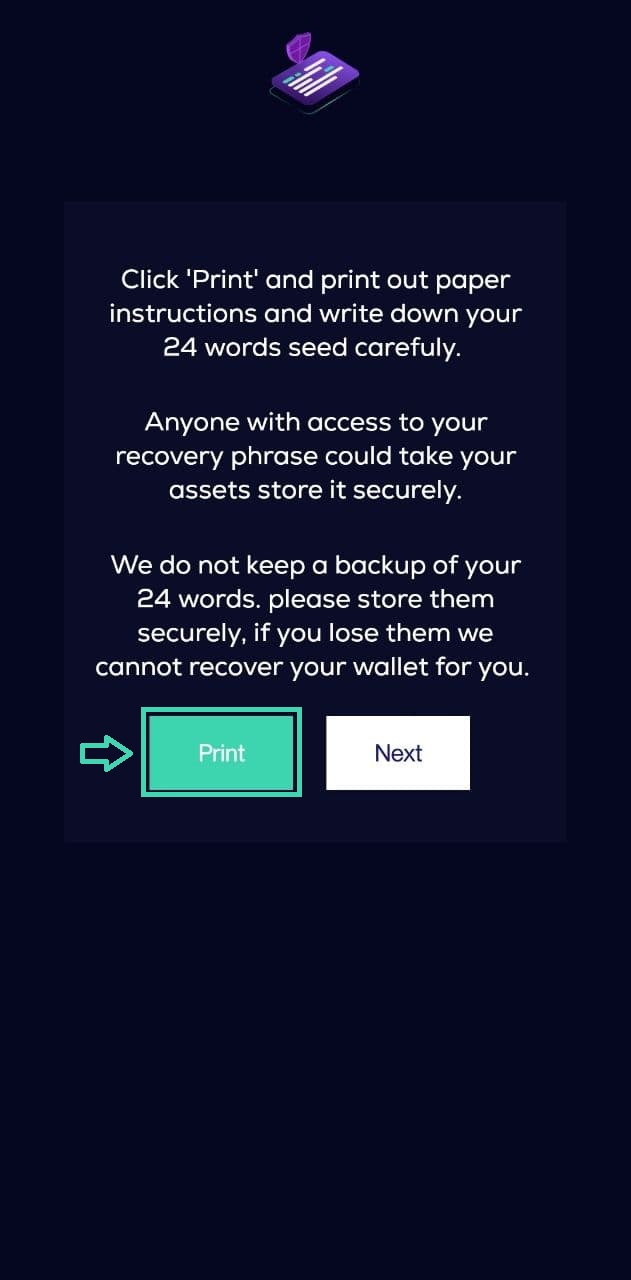 Click 'Print' and print out paper
instructions and write down your
24 words seed carefuly.
Anyone with access to your
recovery phrase could take your
assets store it securely.
We do not keep a backup of your
24 words. please store them
securely, if you lose them we
cannot recover your wallet for you.
Print
Next